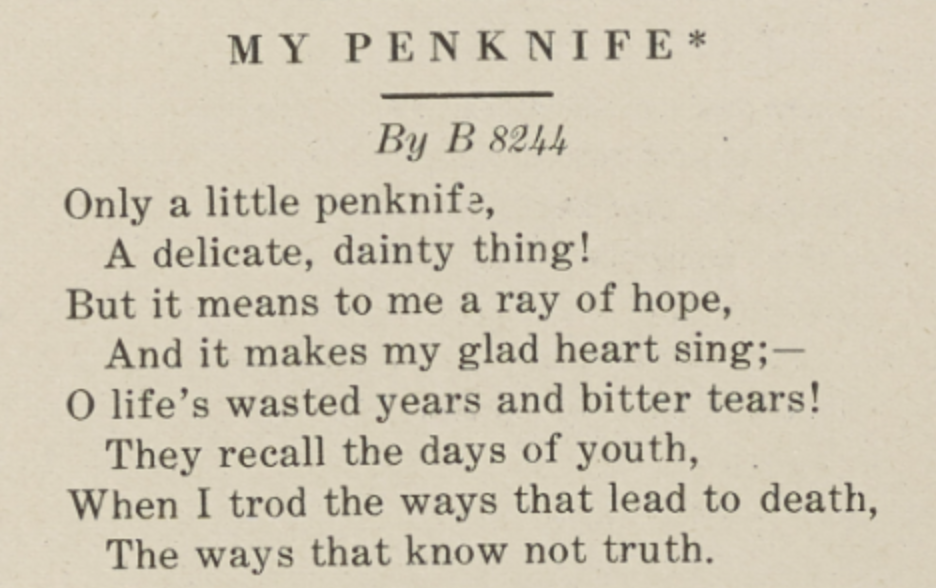 MY PENKNIFE*
By B 8244
Only a little penknife,
A delicate, dainty thing!
But it means to me a ray of hope,
And it makes my glad heart sing;—
O life's wasted years and bitter tears!
They recall the days of youth,
When I trod the ways that lead to death,
The ways that know not truth.